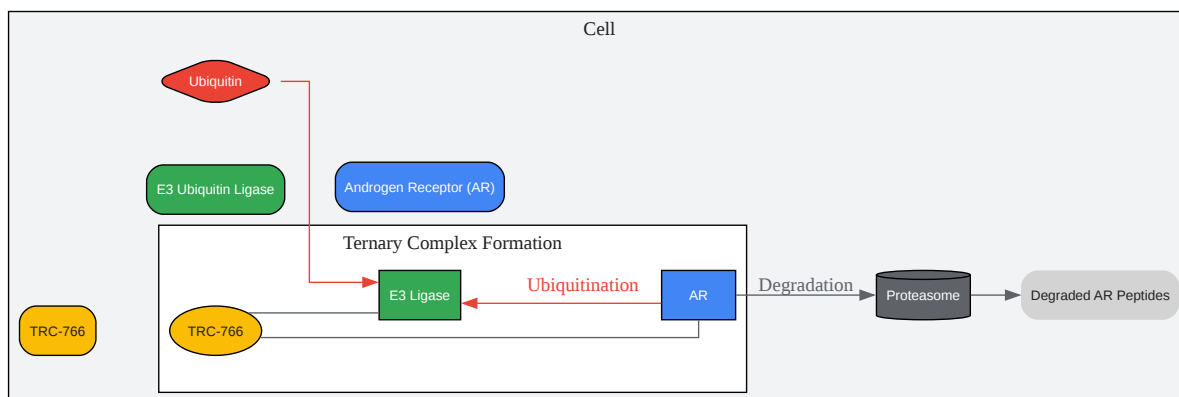 Cell
Ubiquitin
E3 Ubiquitin Ligase
Androgen Receptor (AR)
Ternary Complex Formation
E3 Ligase
Ubiquitination
AR
Degradation
Proteasome
Degraded AR Peptides
TRC-766
TRC-766